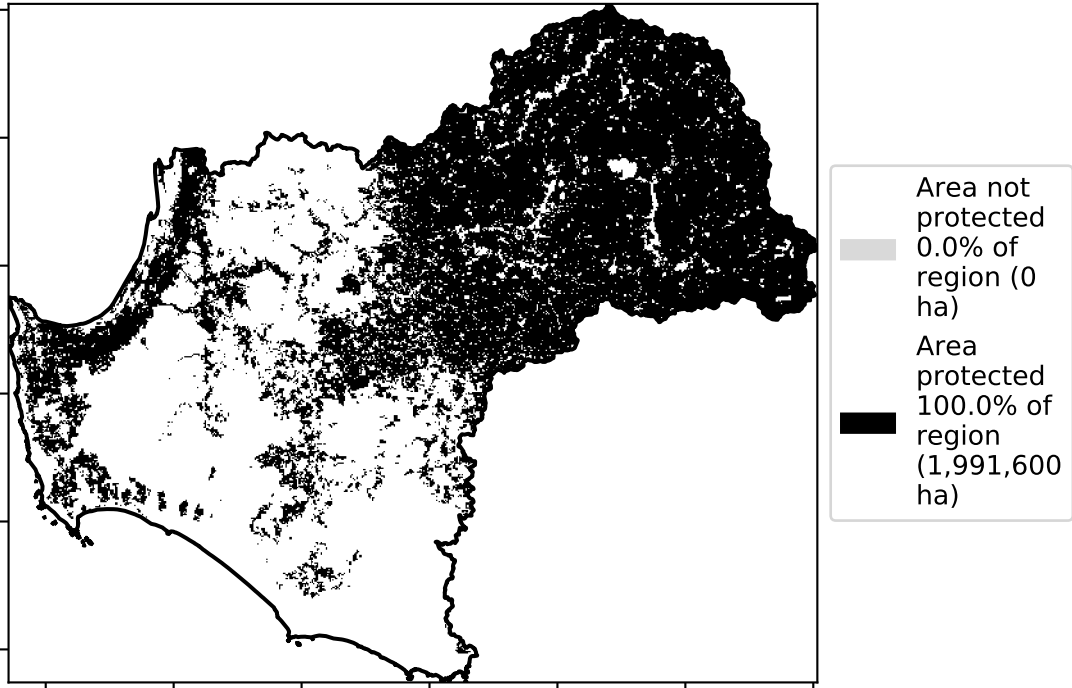 Area not
protected
0.0% of
region (0
ha)
Area
protected
100.0% of
region
(1,991,600
ha)